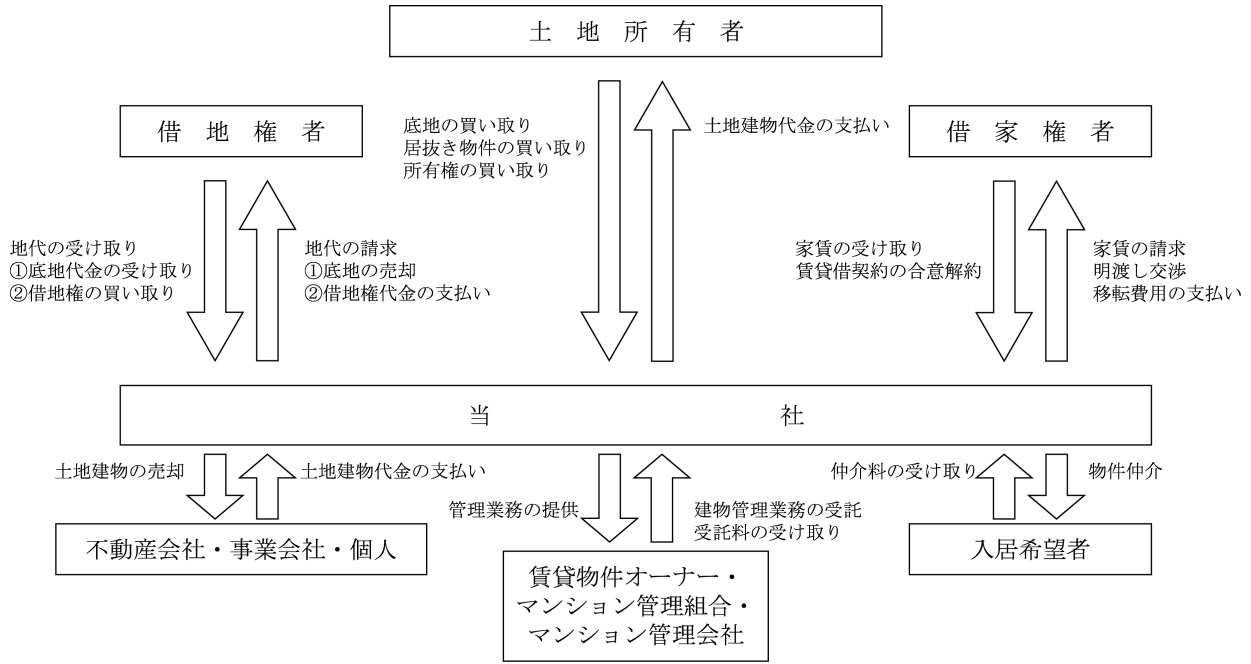 土地所有者
借地権者
底地の買い取り
居抜き物件の買い取り
所有権の買い取り
土地建物代金の支払い
借家権者
地代の受け取り
①底地代金の受け取り
②借地権の買い取り
地代の請求
①底地の売却
②借地権代金の支払い
家賃の受け取り
賃貸借契約の合意解約
家賃の請求
明渡し交渉
移転費用の支払い
当社
土地建物の売却
土地建物代金の支払い
管理業務の提供
建物管理業務の受託
受託料の受け取り
仲介料の受け取り
物件仲介
不動産会社・事業会社・個人
賃貸物件オーナー・
マンション管理組合・
マンション管理会社
入居希望者